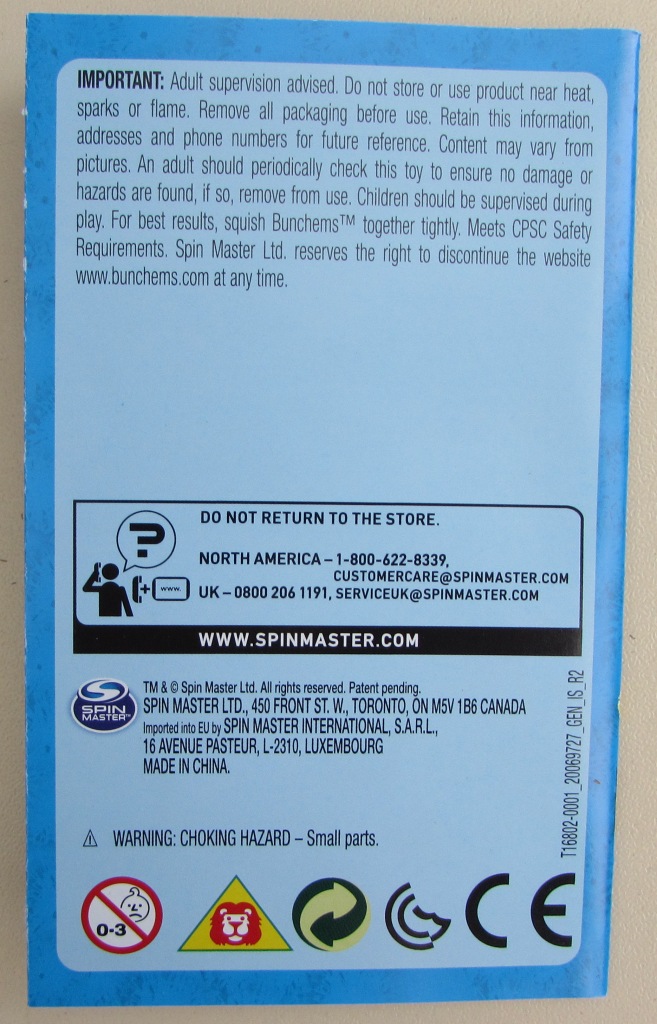 IMPORTANT: Adult supervision advised. Do not store or use product near heat,
sparks or flame. Remove all packaging before use. Retain this information,
addresses and phone numbers for future reference. Content may vary from
pictures. An adult should periodically check this toy to ensure no damage or
hazards are found, if so, remove from use. Children should be supervised during
play. For best results, squish Bunchems™ together tightly. Meets CPSC Safety
Requirements. Spin Master Ltd. reserves the right to discontinue the website
www.bunchems.com at any time.
?
www.
DO NOT RETURN TO THE STORE.
NORTH AMERICA – 1-800-622-8339,
CUSTOMERCARE@SPINMASTER.COM
UK – 0800 206 1191, SERVICEUK@SPINMASTER.COM
WWW.SPINMASTER.COM
SPIN
MASTER™
TM & © Spin Master Ltd. All rights reserved. Patent pending.
SPIN MASTER LTD., 450 FRONT ST. W., TORONTO, ON M5V 1B6 CANADA
Imported into EU by SPIN MASTER INTERNATIONAL, S.A.R.L.,
16 AVENUE PASTEUR, L-2310, LUXEMBOURG
MADE IN CHINA.
T16802-0001_20069727_GEN_IS_R2
⚠ WARNING: CHOKING HAZARD – Small parts.
0-3
CE